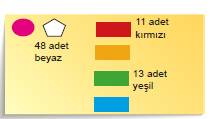 11 adet
kırmızı
48 adet
beyaz
13 adet
yeşil